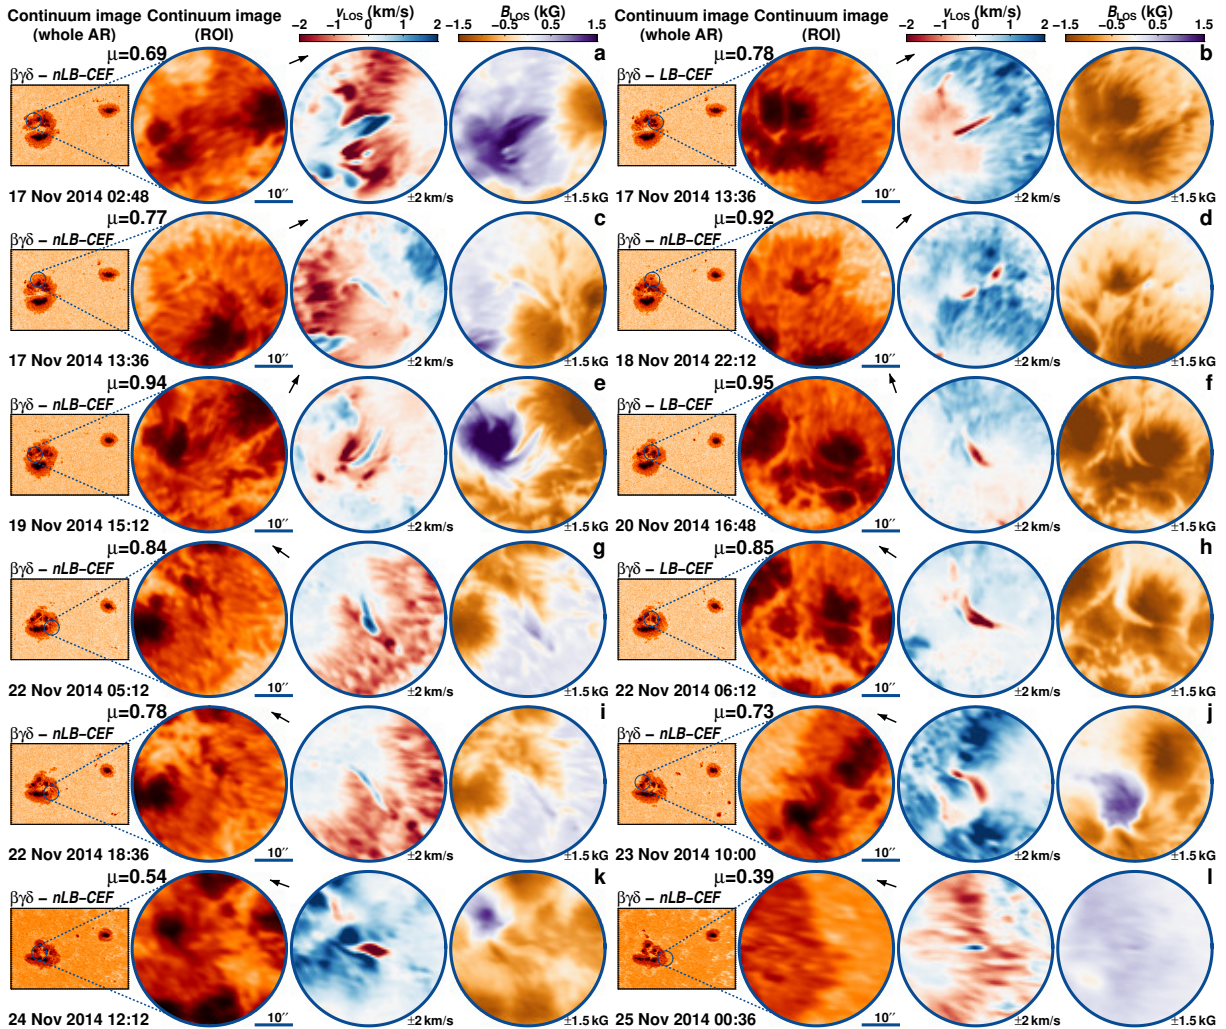 Continuum image (whole AR) Continuum image (ROI) vLOS (km/s) BLOS (kG) Continuum image (whole AR) Continuum image (ROI) vLOS (km/s) BLOS (kG)
−2 −1 0 1 2 −1.5 −0.5 0.5 1.5 −2 −1 0 1 2 −1.5 −0.5 0.5 1.5
μ=0.69 a μ=0.78 b
βγδ − nLB−CEF βγδ − LB−CEF
17 Nov 2014 02:48 10′′ ±2 km/s ±1.5 kG 17 Nov 2014 13:36 10′′ ±2 km/s ±1.5 kG
μ=0.77 c μ=0.92 d
βγδ − nLB−CEF βγδ − nLB−CEF
17 Nov 2014 13:36 10′′ ±2 km/s ±1.5 kG 18 Nov 2014 22:12 10′′ ±2 km/s ±1.5 kG
μ=0.94 e μ=0.95 f
βγδ − nLB−CEF βγδ − LB−CEF
19 Nov 2014 15:12 10′′ ±2 km/s ±1.5 kG 20 Nov 2014 16:48 10′′ ±2 km/s ±1.5 kG
μ=0.84 g μ=0.85 h
βγδ − nLB−CEF βγδ − LB−CEF
22 Nov 2014 05:12 10′′ ±2 km/s ±1.5 kG 22 Nov 2014 06:12 10′′ ±2 km/s ±1.5 kG
μ=0.78 i μ=0.73 j
βγδ − nLB−CEF βγδ − nLB−CEF
22 Nov 2014 18:36 10′′ ±2 km/s ±1.5 kG 23 Nov 2014 10:00 10′′ ±2 km/s ±1.5 kG
μ=0.54 k μ=0.39 l
βγδ − nLB−CEF βγδ − nLB−CEF
24 Nov 2014 12:12 10′′ ±2 km/s ±1.5 kG 25 Nov 2014 00:36 10′′ ±2 km/s ±1.5 kG